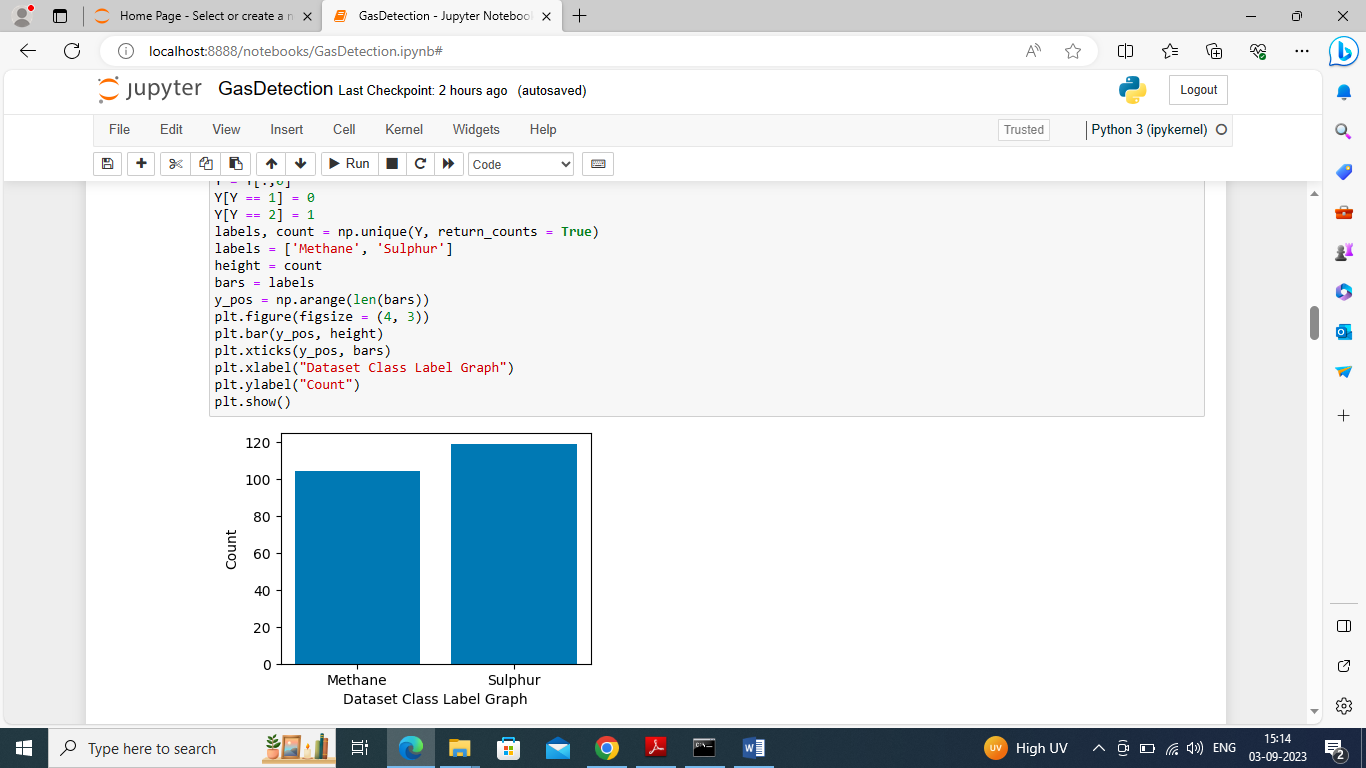 Home Page - Select or create a n
GasDetection - Jupyter Notebook
localhost:8888/notebooks/GasDetection.ipynb#
jupyter GasDetection Last Checkpoint: 2 hours ago (autosaved)
Logout
File Edit View Insert Cell Kernel Widgets Help
Trusted
Python 3 (ipykernel)
Run
Code
Y[Y == 1] = 0
Y[Y == 2] = 1
labels, count = np.unique(Y, return_counts = True)
labels = ['Methane', 'Sulphur']
height = count
bars = labels
y_pos = np.arange(len(bars))
plt.figure(figsize = (4, 3))
plt.bar(y_pos, height)
plt.xticks(y_pos, bars)
plt.xlabel("Dataset Class Label Graph")
plt.ylabel("Count")
plt.show()
120
100
80
60
40
20
0
Count
Methane Sulphur
Dataset Class Label Graph
Type here to search
UV
High UV
ENG
15:14
03-09-2023
2